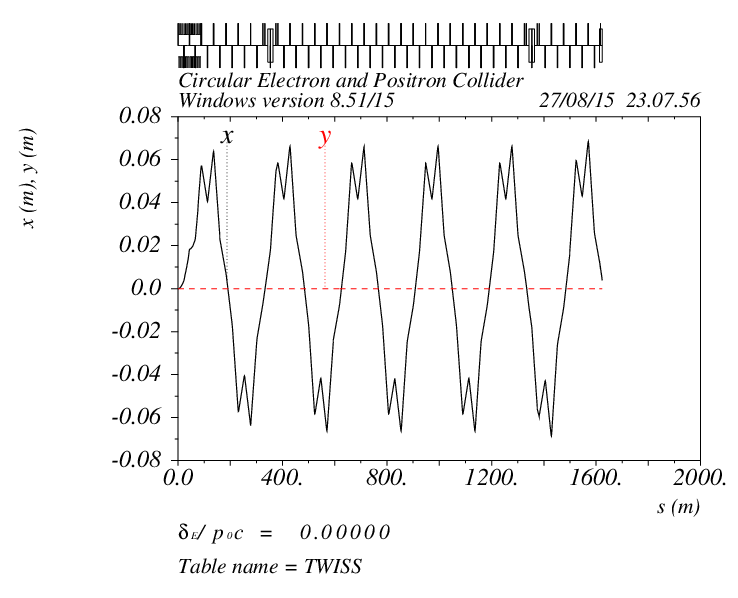 Circular Electron and Positron Collider
Windows version 8.51/15 27/08/15 23.07.56
x (m), y (m)
0.08
0.06
0.04
0.02
0.0
-0.02
-0.04
-0.06
-0.08
x y
0.0 400. 800. 1200. 1600. 2000.
s (m)
δE/ p0c = 0.00000
Table name = TWISS